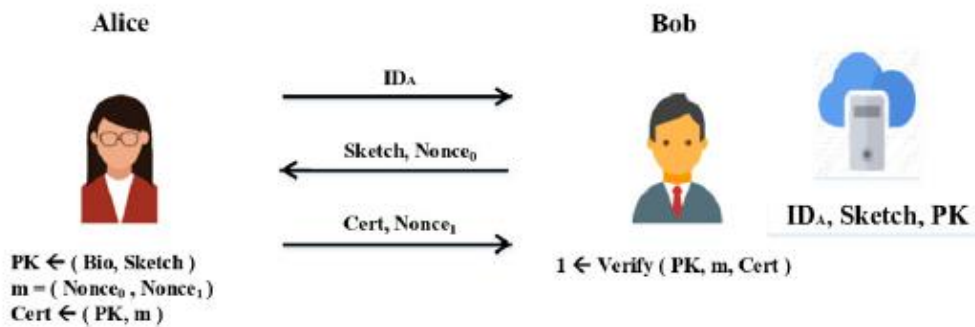 Alice
Bob
IDA
Sketch, Nonce0
Cert, Nonce1
IDA, Sketch, PK
PK ← ( Bio, Sketch )
m = ( Nonce0 , Nonce1 )
Cert ← ( PK, m )
1 ← Verify ( PK, m, Cert )